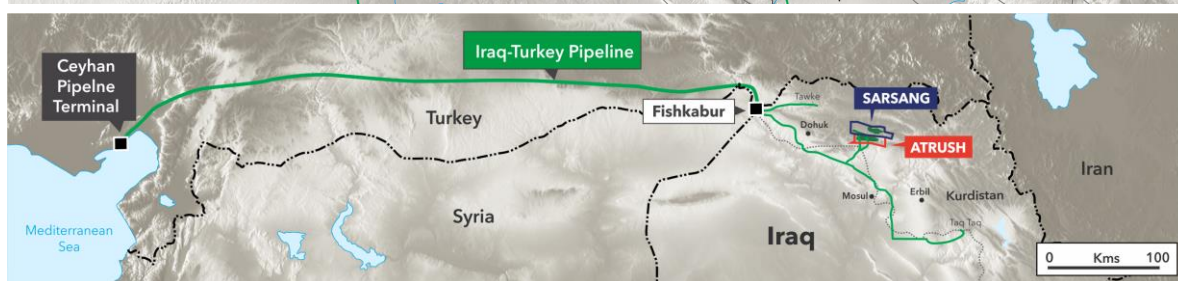 Iraq-Turkey Pipeline
Ceyhan
Pipelne
Terminal
Tawke
SARSANG
Fishkabur
Turkey
Dohuk
ATRUSH
Iran
Mosul
Erbil
Kurdistan
Mediterranean
Sea
Syria
Iraq
Taq Taq
0 Kms 100